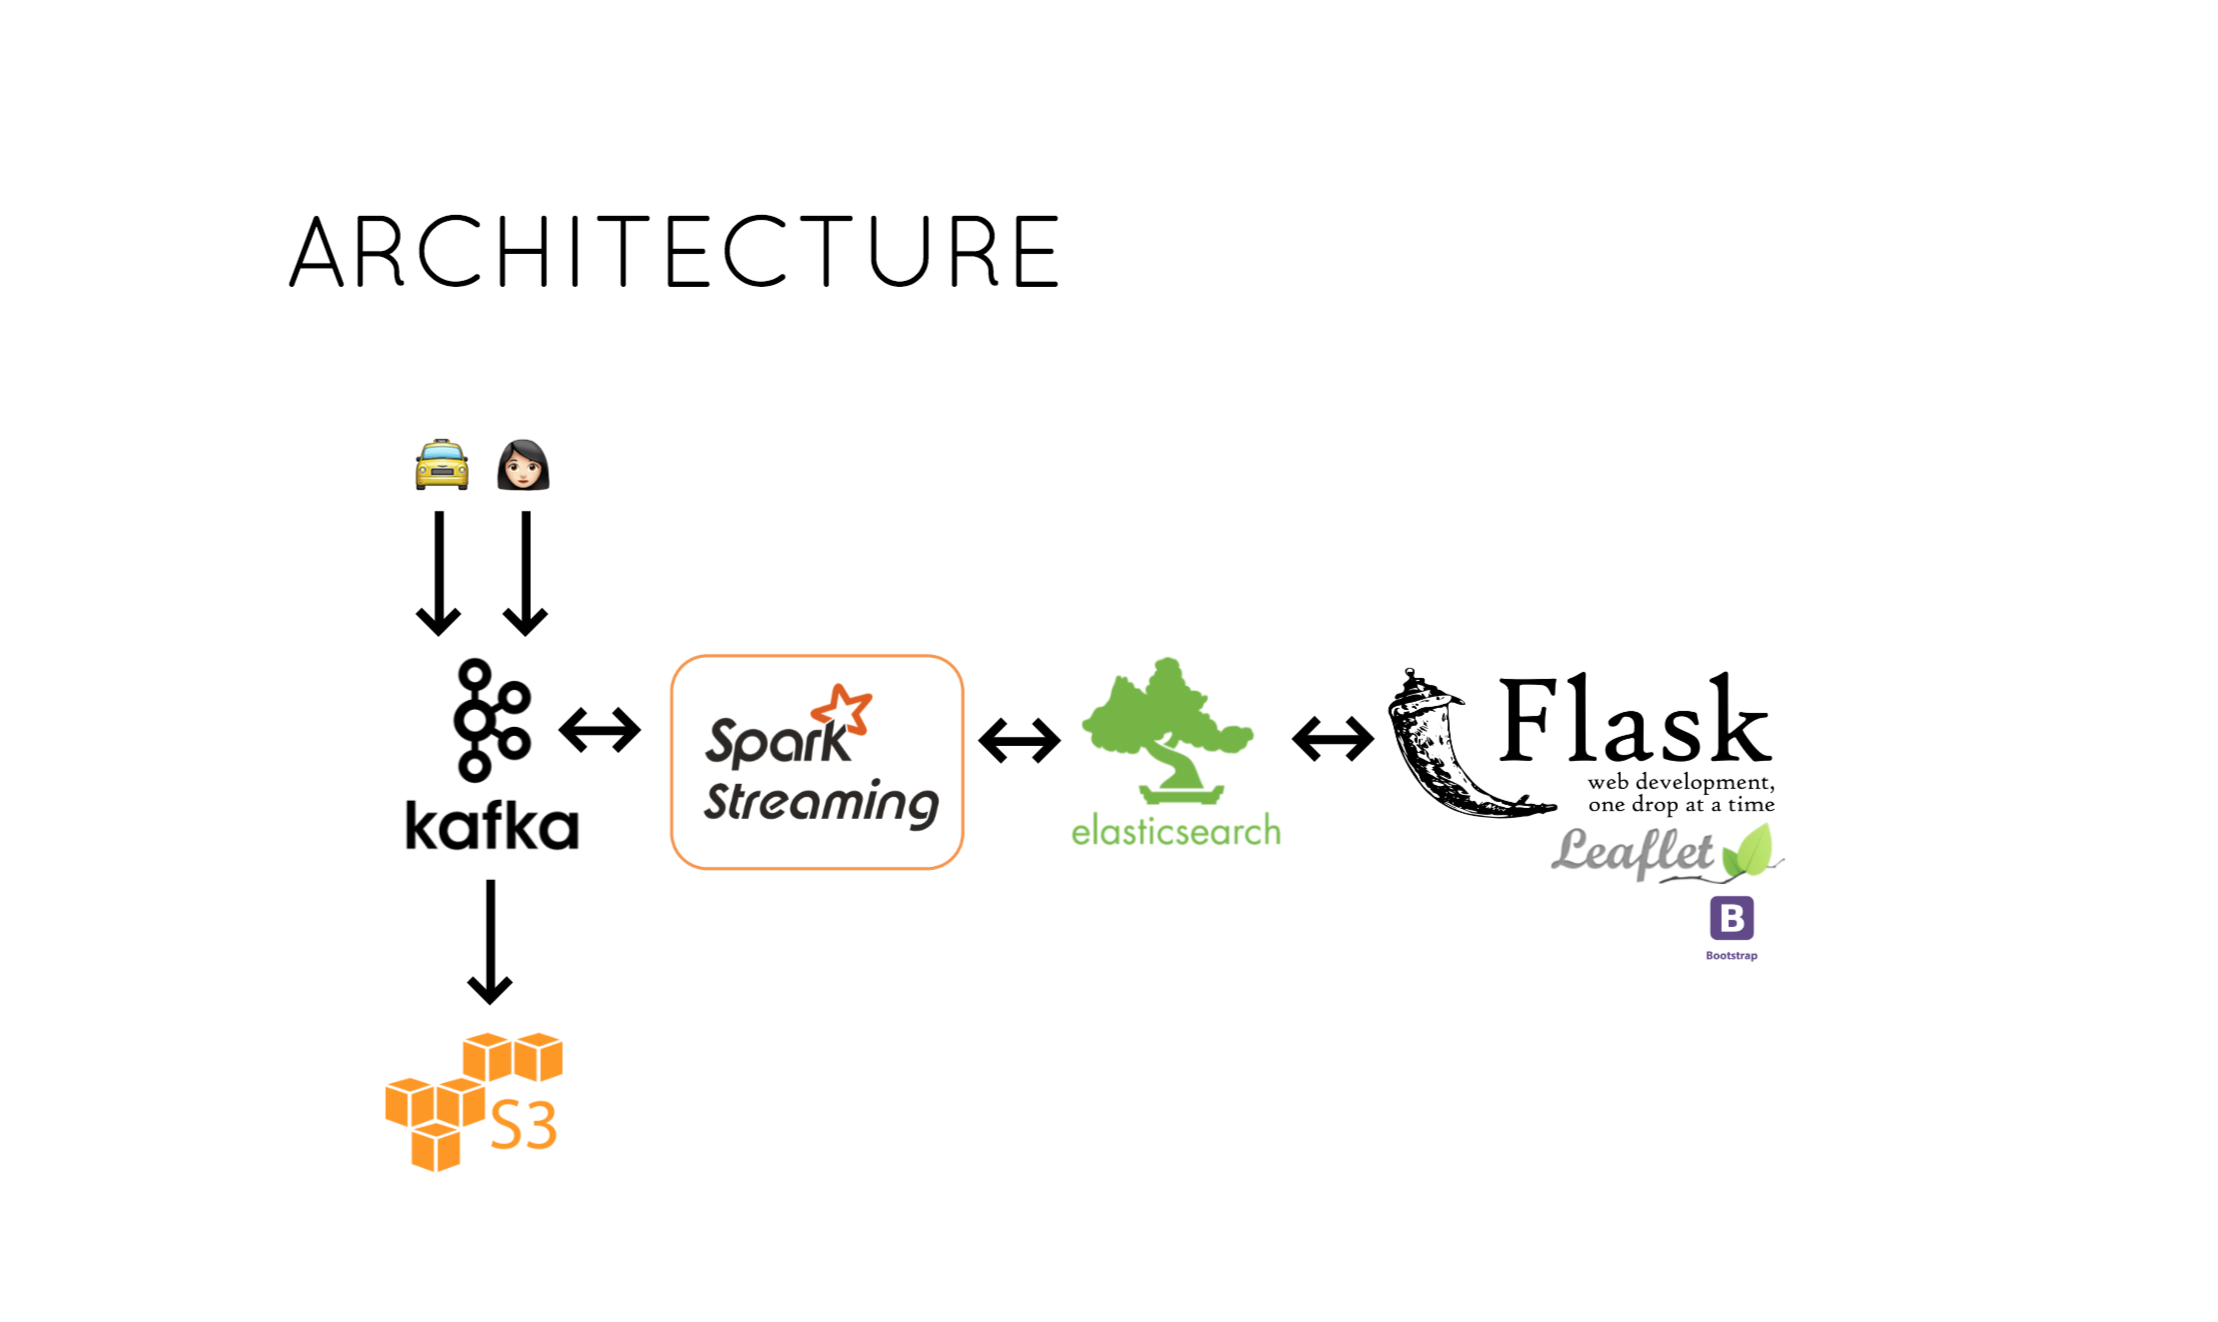 ARCHITECTURE
kafka
Spark
Streaming
elasticsearch
Flask
web development,
one drop at a time
Leaflet
B
Bootstrap
S3